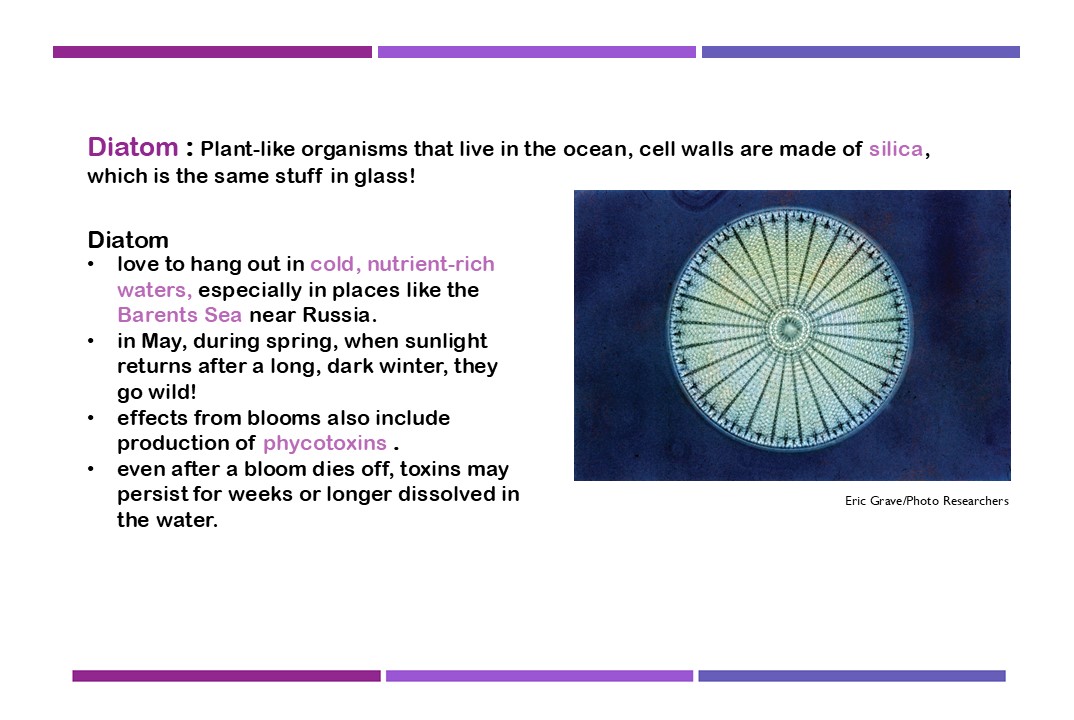 Diatom : Plant-like organisms that live in the ocean, cell walls are made of silica,
which is the same stuff in glass!
Diatom
• love to hang out in cold, nutrient-rich
waters, especially in places like the
Barents Sea near Russia.
• in May, during spring, when sunlight
returns after a long, dark winter, they
go wild!
• effects from blooms also include
production of phycotoxins .
• even after a bloom dies off, toxins may
persist for weeks or longer dissolved in
the water.
Eric Grave/Photo Researchers